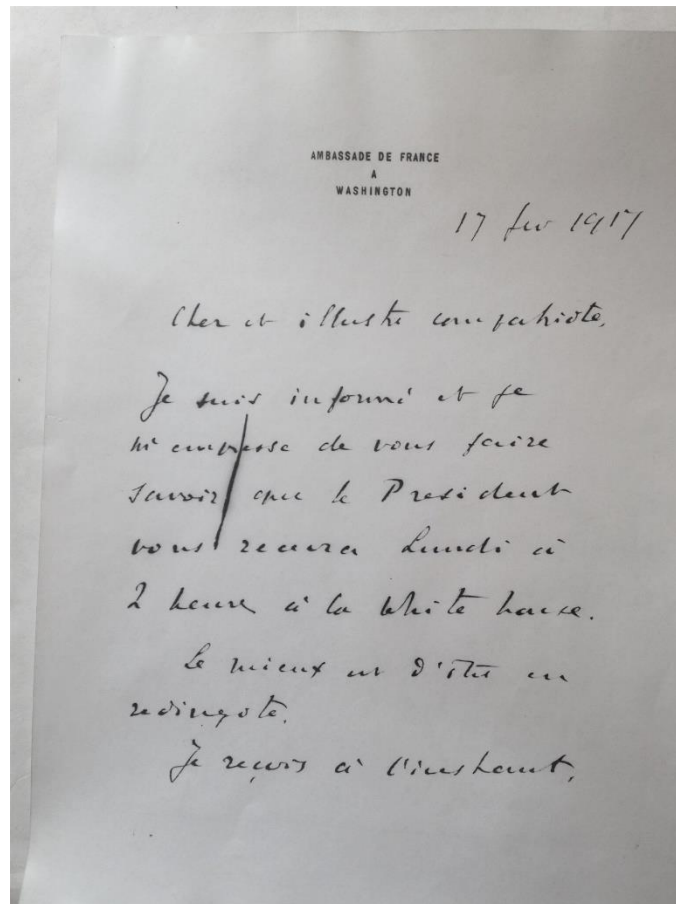 AMBASSADE DE FRANCE
A
WASHINGTON
17 fev 1917
Cher et illustre compatriote,
Je suis informé et je
m'empresse de vous faire
savoir que le President
vous recevra Lundi à
2 heures à la White house.
Le mieux est d'être en
redingote.
Je reçois à l'instant,